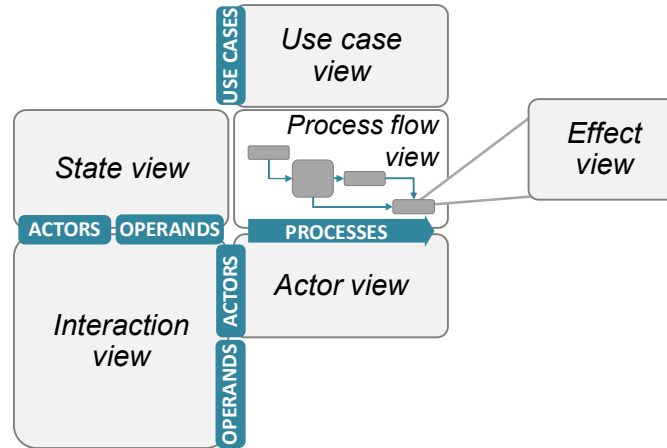 USE CASES
Use case
view
State view
Process flow
view
Effect
view
ACTORS
OPERANDS
PROCESSES
Interaction
view
ACTORS
OPERANDS
Actor view